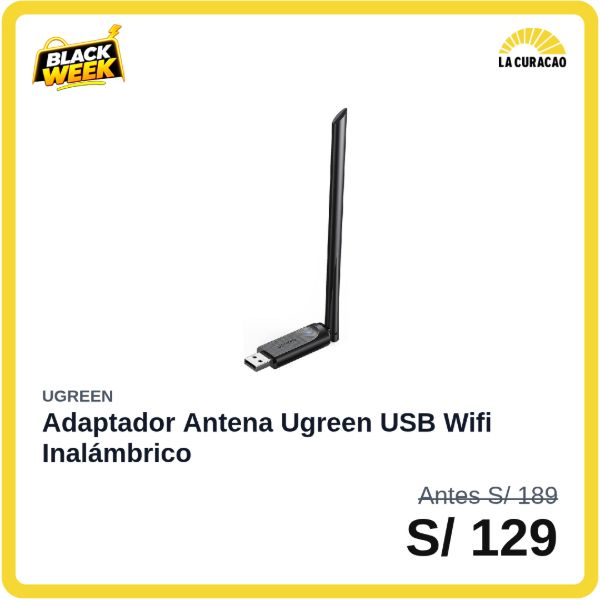 BLACK
WEEK
LA CURACAO
UGREEN
Adaptador Antena Ugreen USB Wifi
Inalámbrico
Antes S/ 189
S/ 129